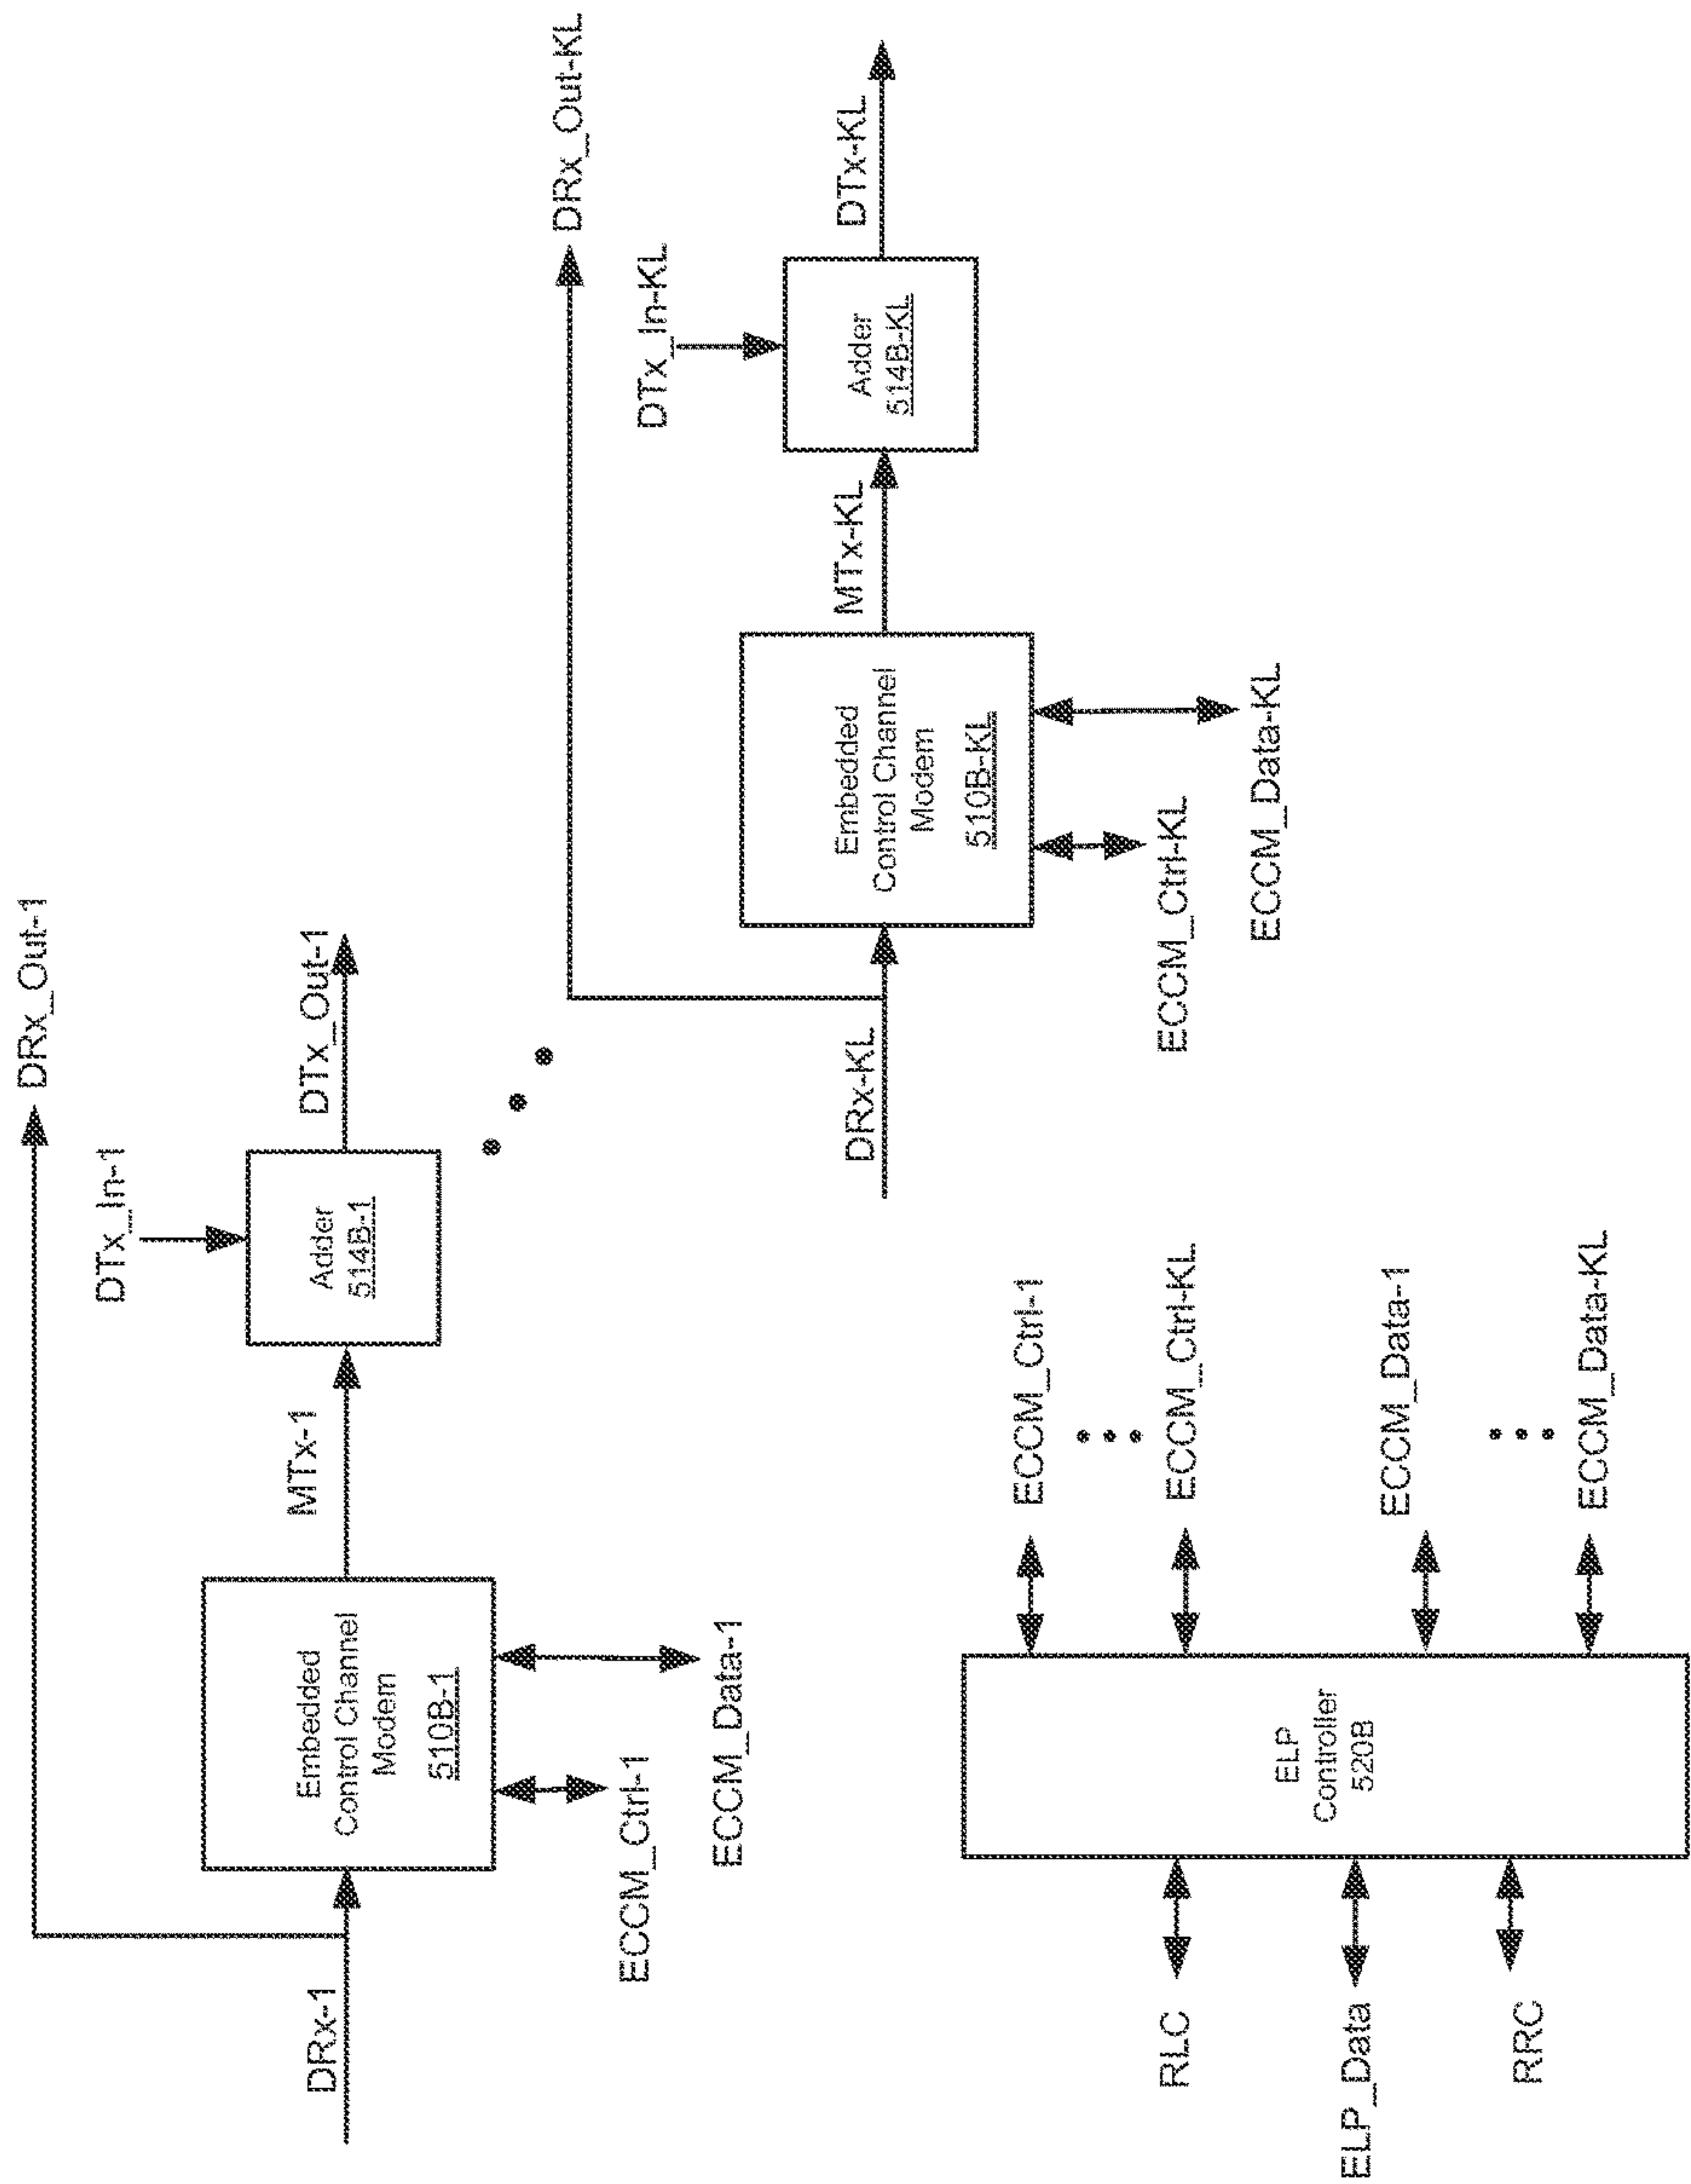 DRx_Out-1
DTx_In-1
DRx-1
Embedded
Control Channel
Modem
510B-1
MTx-1
Adder
514B-1
DTx_Out-1
ECCM_Ctrl-1
ECCM_Data-1
DRx_Out-KL
DTx_In-KL
DRx-KL
Embedded
Control Channel
Modem
510B-KL
MTx-KL
Adder
514B-KL
DTx-KL
ECCM_Ctrl-KL
ECCM_Data-KL
RLC
ELP_Data
RRC
ELP
Controller
520B
ECCM_Ctrl-1
ECCM_Ctrl-KL
ECCM_Data-1
ECCM_Data-KL